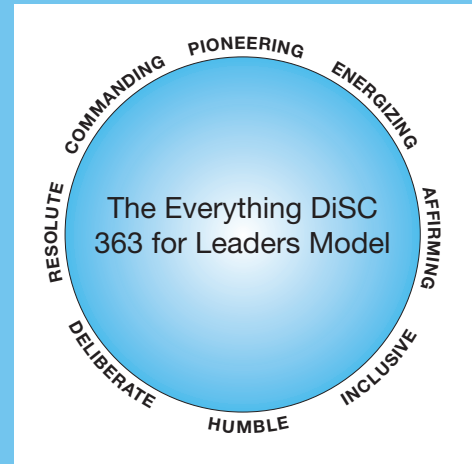 PIONEERING
ENERGIZING
AFFIRMING
INCLUSIVE
HUMBLE
DELIBERATE
RESOLUTE
COMMANDING
The Everything DiSC
363 for Leaders Model